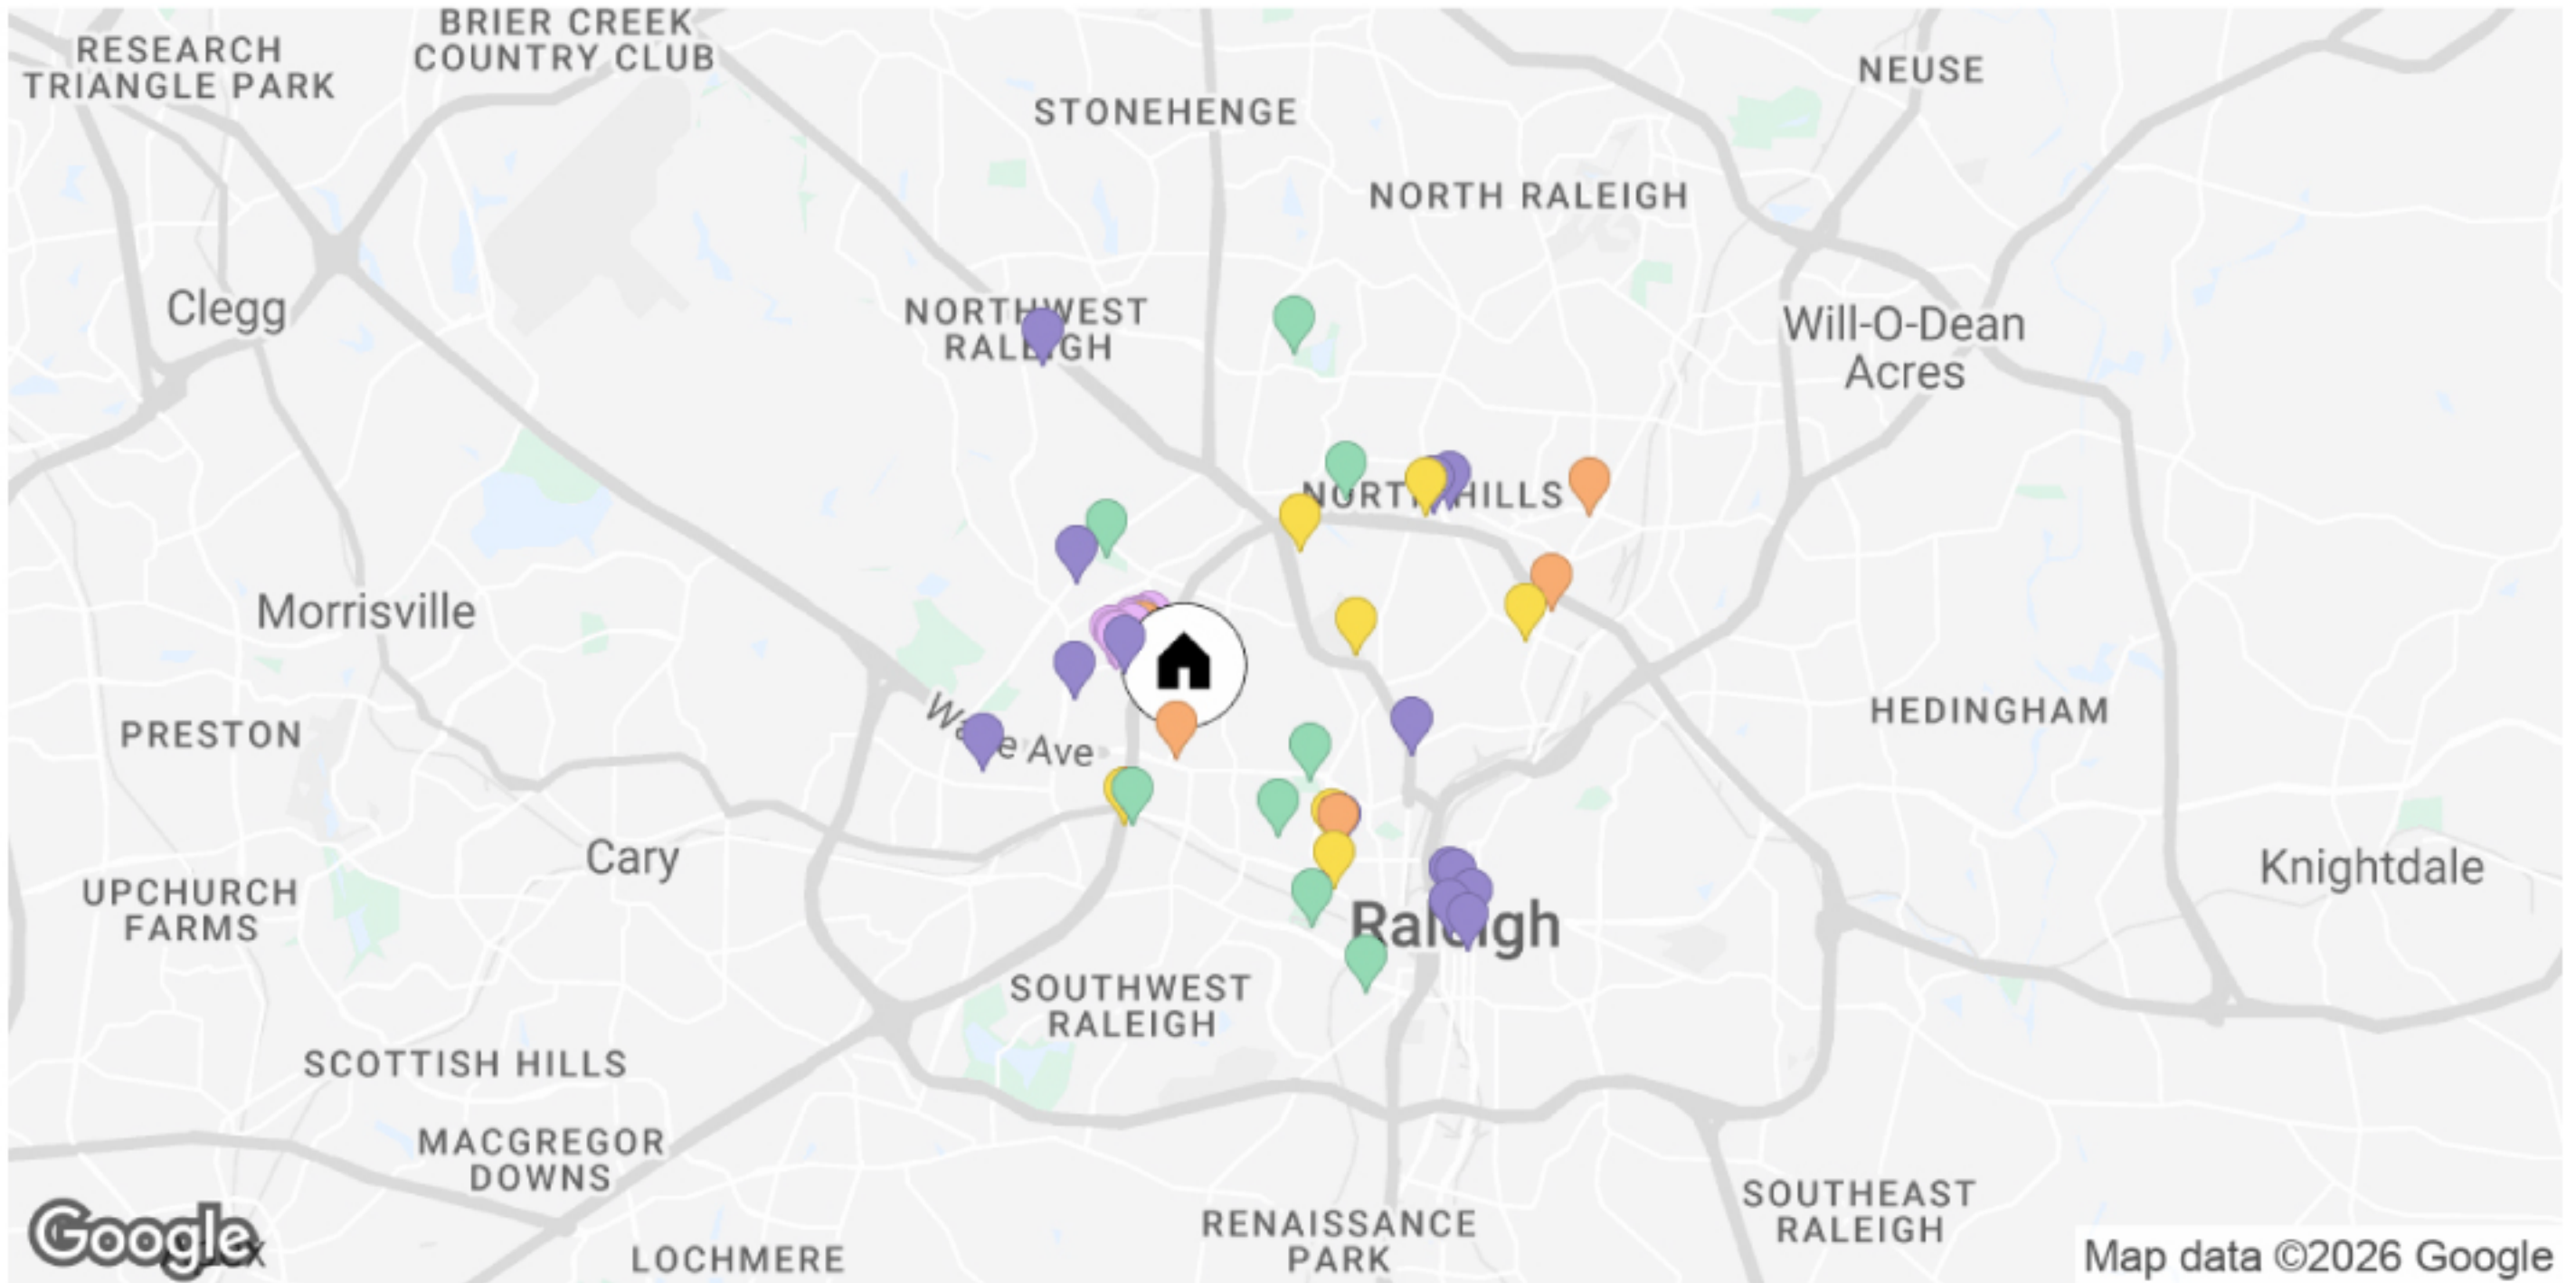 BRIER CREEK
COUNTRY CLUB
RESEARCH
TRIANGLE PARK
NEUSE
STONEHENGE
NORTH RALEIGH
Clegg
NORTHWEST
RALEIGH
Will-O-Dean
Acres
NORTH HILLS
Morrisville
HEDINGHAM
PRESTON
Wade Ave
Cary
Knightdale
UPCHURCH
FARMS
Raleigh
SOUTHWEST
RALEIGH
SCOTTISH HILLS
MACGREGOR
DOWNS
SOUTHEAST
RALEIGH
RENAISSANCE
PARK
Google
LOCHMERE
Map data ©2026 Google